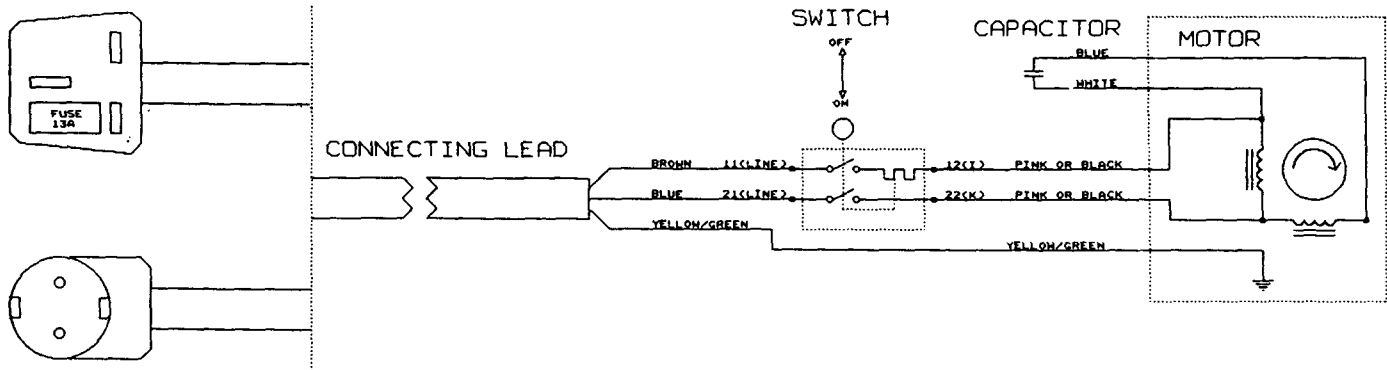 SWITCH
OFF
ON
CAPACITOR
MOTOR
BLUE
WHITE
FUSE
13A
CONNECTING LEAD
BROWN 11(LINE) 12(I) PINK OR BLACK
BLUE 21(LINE) 22(K) PINK OR BLACK
YELLOW/GREEN
YELLOW/GREEN